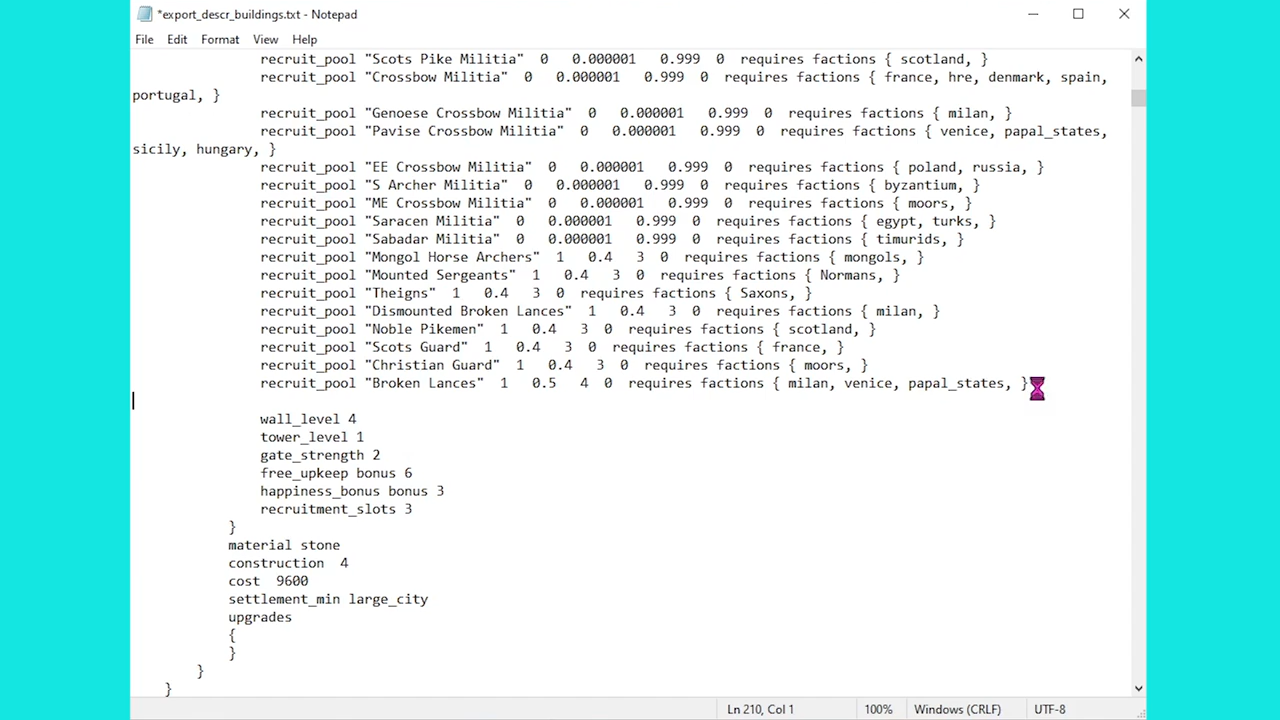 *export_descr_buildings.txt - Notepad
File Edit Format View Help
recruit_pool "Scots Pike Militia" 0 0.000001 0.999 0 requires factions { scotland, }
recruit_pool "Crossbow Militia" 0 0.000001 0.999 0 requires factions { france, hre, denmark, spain,
portugal, }
recruit_pool "Genoese Crossbow Militia" 0 0.000001 0.999 0 requires factions { milan, }
recruit_pool "Pavise Crossbow Militia" 0 0.000001 0.999 0 requires factions { venice, papal_states,
sicily, hungary, }
recruit_pool "EE Crossbow Militia" 0 0.000001 0.999 0 requires factions { poland, russia, }
recruit_pool "S Archer Militia" 0 0.000001 0.999 0 requires factions { byzantium, }
recruit_pool "ME Crossbow Militia" 0 0.000001 0.999 0 requires factions { moors, }
recruit_pool "Saracen Militia" 0 0.000001 0.999 0 requires factions { egypt, turks, }
recruit_pool "Sabadar Militia" 0 0.000001 0.999 0 requires factions { timurids, }
recruit_pool "Mongol Horse Archers" 1 0.4 3 0 requires factions { mongols, }
recruit_pool "Mounted Sergeants" 1 0.4 3 0 requires factions { Normans, }
recruit_pool "Theigns" 1 0.4 3 0 requires factions { Saxons, }
recruit_pool "Dismounted Broken Lances" 1 0.4 3 0 requires factions { milan, }
recruit_pool "Noble Pikemen" 1 0.4 3 0 requires factions { scotland, }
recruit_pool "Scots Guard" 1 0.4 3 0 requires factions { france, }
recruit_pool "Christian Guard" 1 0.4 3 0 requires factions { moors, }
recruit_pool "Broken Lances" 1 0.5 4 0 requires factions { milan, venice, papal_states, }
wall_level 4
tower_level 1
gate_strength 2
free_upkeep bonus 6
happiness_bonus bonus 3
recruitment_slots 3
}
material stone
construction 4
cost 9600
settlement_min large_city
upgrades
{
}
}
}
Ln 210, Col 1 100% Windows (CRLF) UTF-8